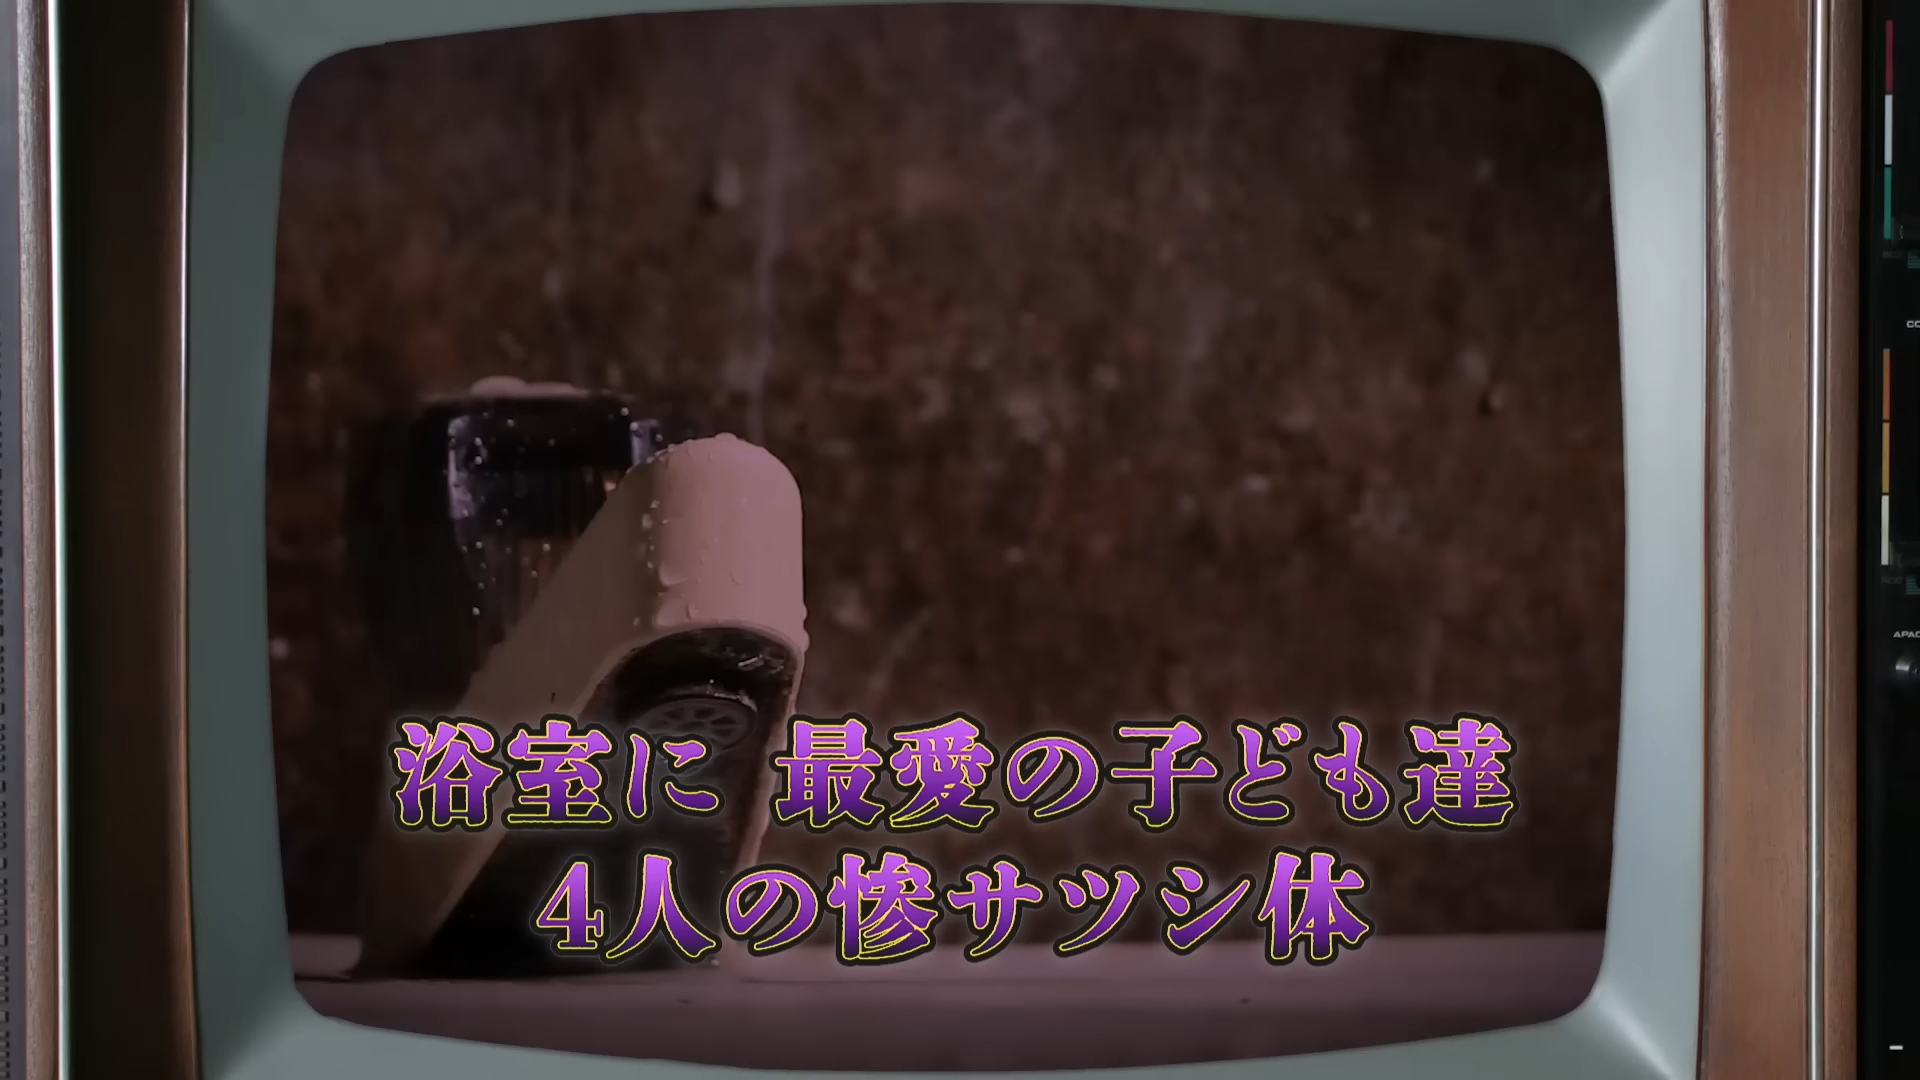 浴室に 最愛の子ども達
4人の惨サツシ体